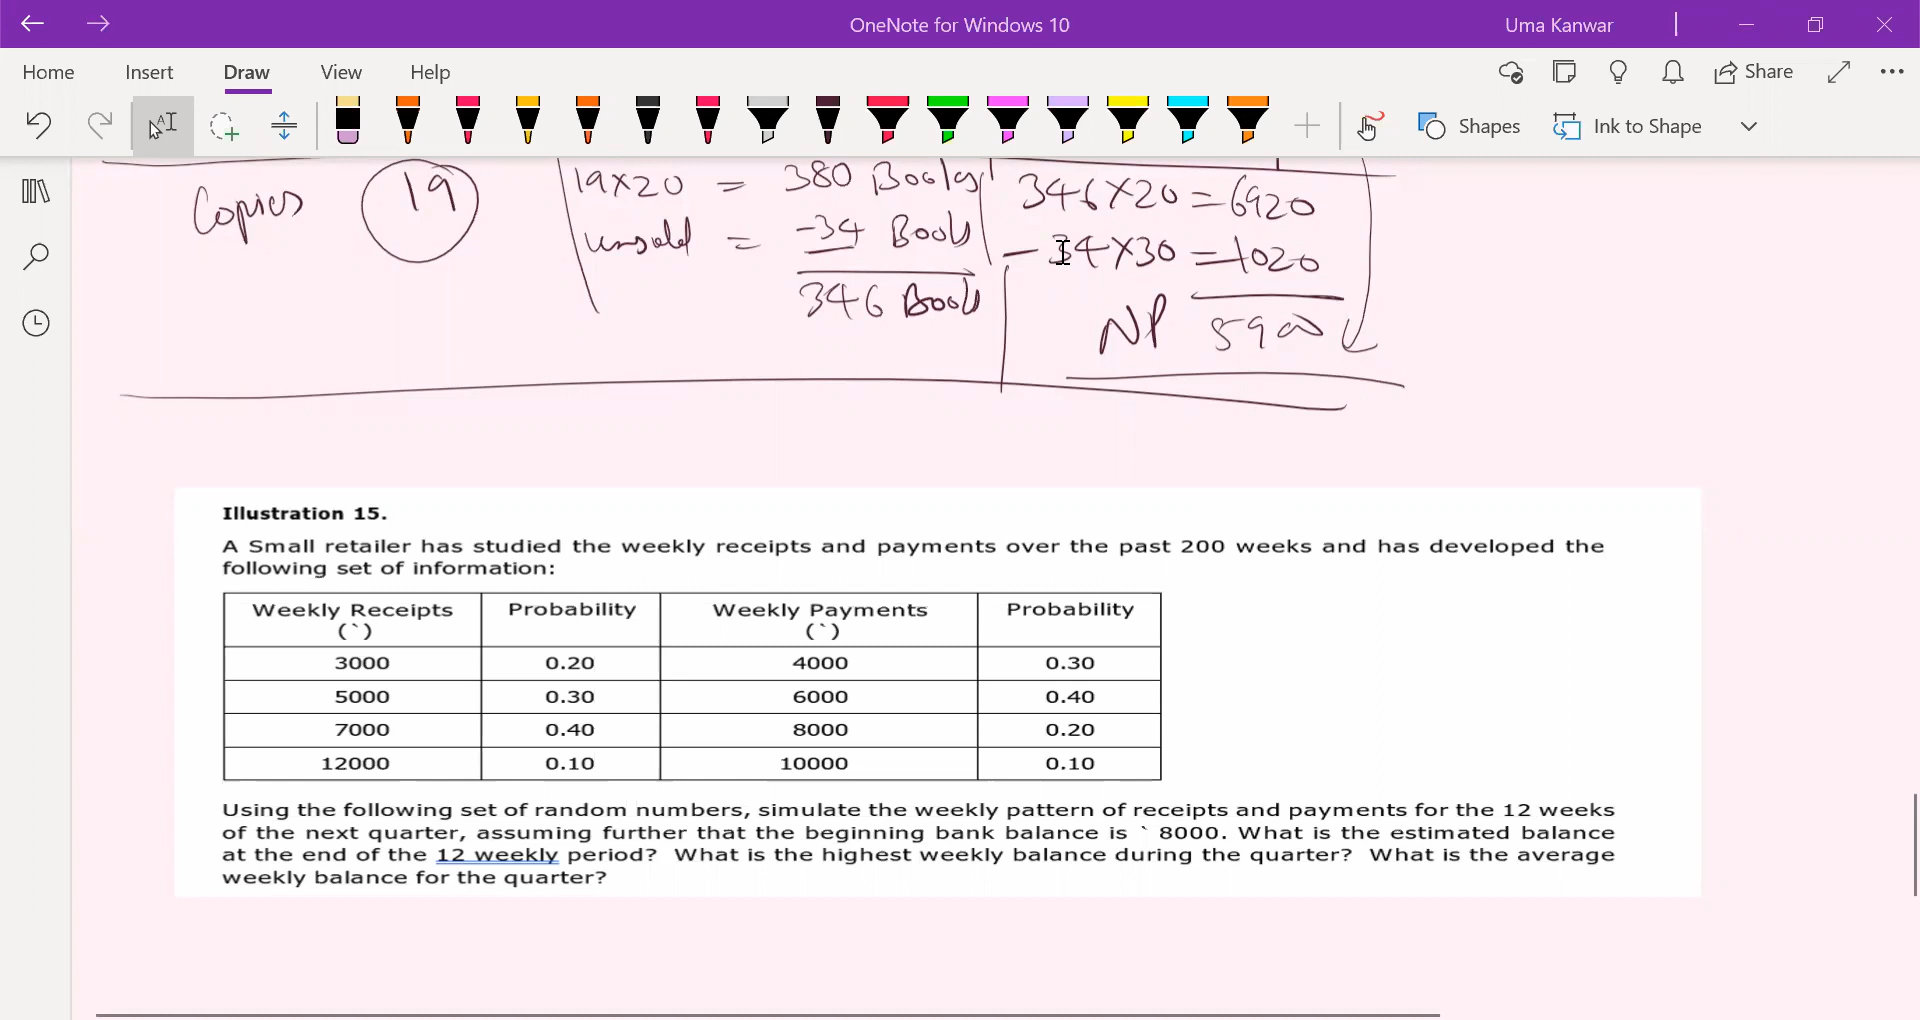 OneNote for Windows 10
Uma Kanwar
Home Insert Draw View Help
Share
Shapes
Ink to Shape
Copies 19
19×20 = 380 Books
unsold = -34 Books
346 Books
346×20=6920
- 34×30=1020
NP 5900
Illustration 15.
A Small retailer has studied the weekly receipts and payments over the past 200 weeks and has developed the
following set of information:
Weekly Receipts (`) Probability Weekly Payments (`) Probability
3000 0.20 4000 0.30
5000 0.30 6000 0.40
7000 0.40 8000 0.20
12000 0.10 10000 0.10
Using the following set of random numbers, simulate the weekly pattern of receipts and payments for the 12 weeks
of the next quarter, assuming further that the beginning bank balance is ` 8000. What is the estimated balance
at the end of the 12 weekly period? What is the highest weekly balance during the quarter? What is the average
weekly balance for the quarter?